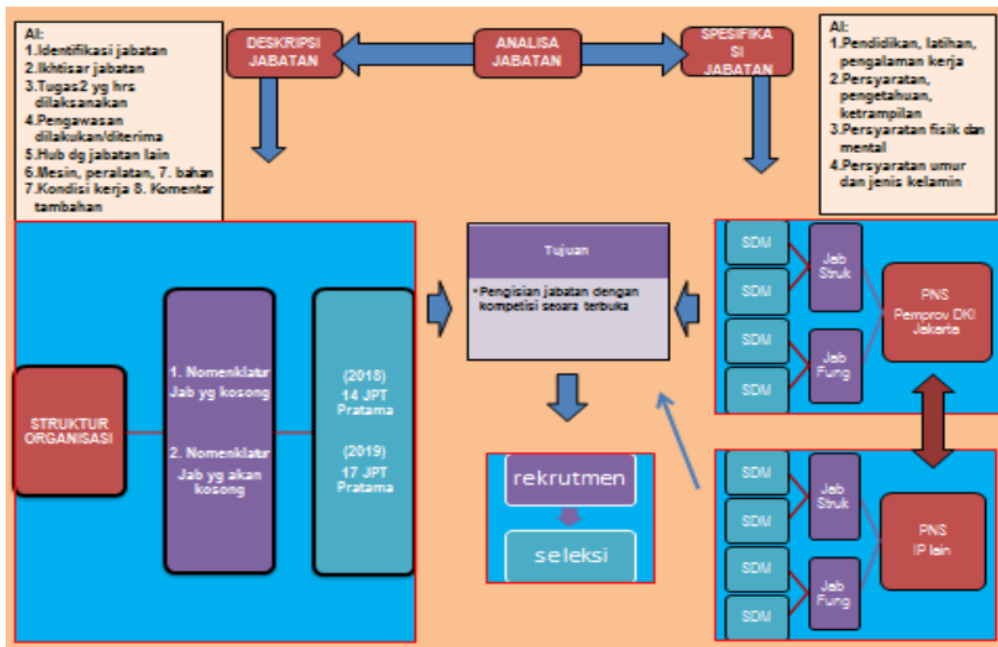 Al:
1.Identifikasi jabatan
2.Ikhtisar jabatan
3.Tugas2 yg hrs
dilaksanakan
4.Pengawasan
dilakukan/diterima
5.Hub dg jabatan lain
6.Mesin, peralatan, 7. bahan
7.Kondisi kerja 8. Komentar
tambahan
DESKRIPSI
JABATAN
ANALISA
JABATAN
SPESIFIKA
SI
JABATAN
Al:
1.Pendidikan, latihan,
pengalaman kerja
2.Persyaratan,
pengetahuan,
ketrampilan
3.Persyaratan fisik dan
mental
4.Persyaratan umur
dan jenis kelamin
STRUKTUR
ORGANISASI
1. Nomenklatur
Jab yg kosong
2. Nomenklatur
Jab yg akan
kosong
(2018)
14 JPT
Pratama
(2019)
17 JPT
Pratama
Tujuan
•Pengisian jabatan dengan
kompetisi secara terbuka
rekrutmen
seleksi
SDM
SDM
SDM
SDM
Jab
Struk
Jab
Fung
PNS
Pemprov DKI
Jakarta
SDM
SDM
SDM
SDM
Jab
Struk
Jab
Fung
PNS
IP lain